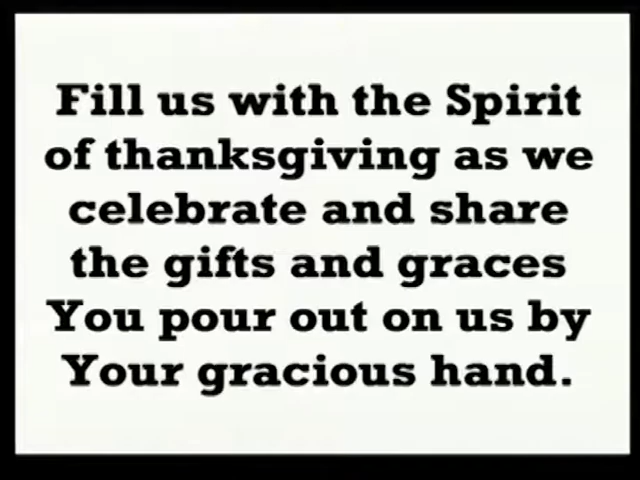 Fill us with the Spirit
of thanksgiving as we
celebrate and share
the gifts and graces
You pour out on us by
Your gracious hand.